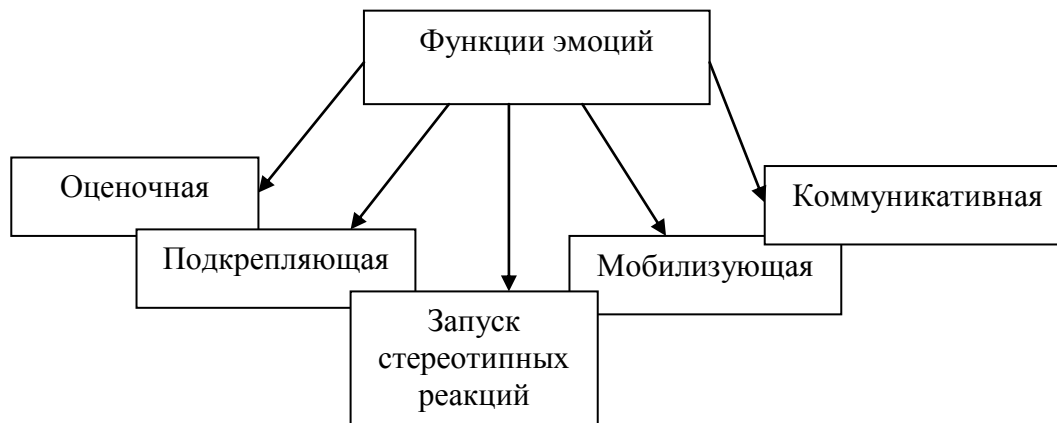 Функции эмоций
Оценочная
Подкрепляющая
Запуск
стереотипных
реакций
Мобилизующая
Коммуникативная